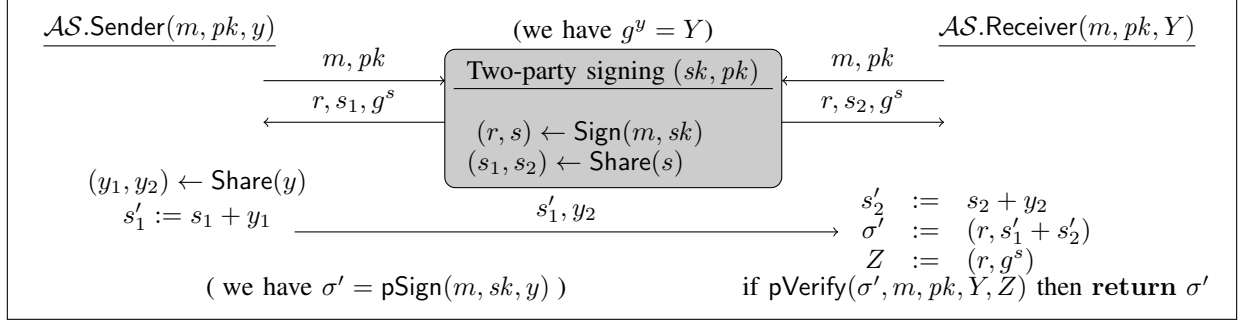 AS.Sender(m, pk, y) (we have g^y = Y) AS.Receiver(m, pk, Y)
m, pk Two-party signing (sk, pk) m, pk
r, s_1, g^s r, s_2, g^s
(r, s) ← Sign(m, sk)
(s_1, s_2) ← Share(s)
(y_1, y_2) ← Share(y)
s'_1 := s_1 + y_1 s'_1, y_2 s'_2 := s_2 + y_2
σ' := (r, s'_1 + s'_2)
Z := (r, g^s)
( we have σ' = pSign(m, sk, y) ) if pVerify(σ', m, pk, Y, Z) then return σ'